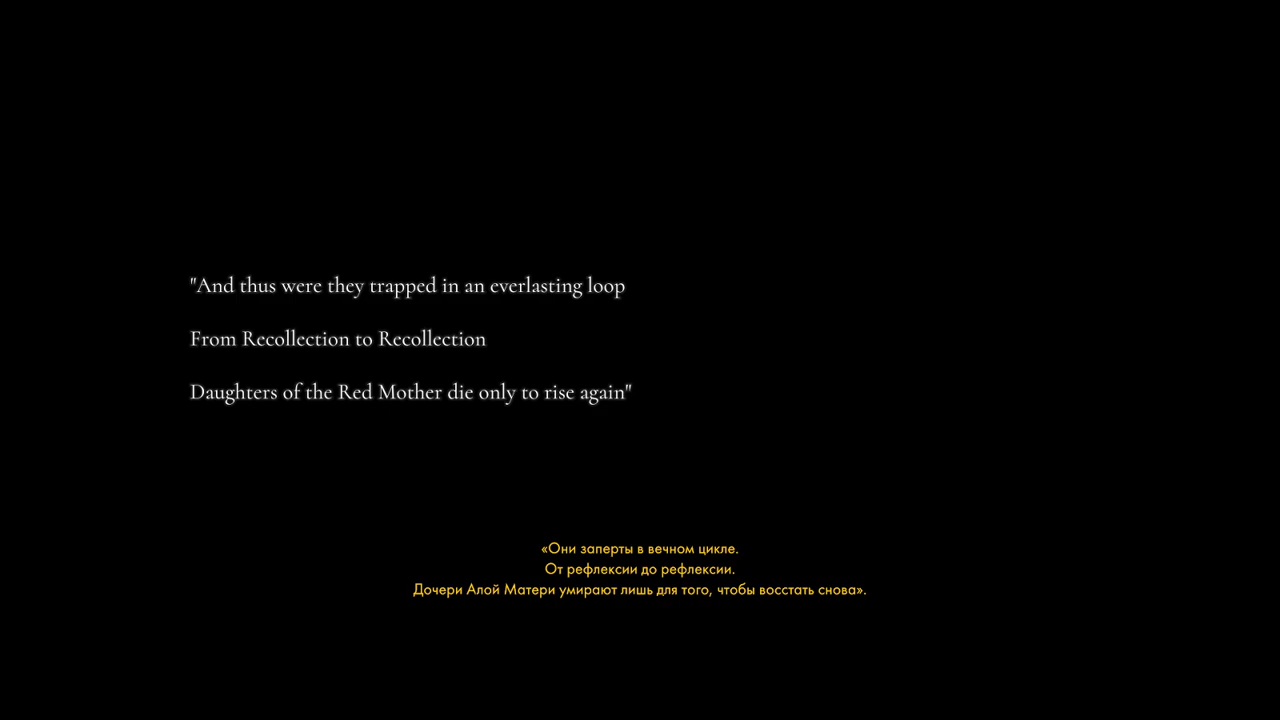 "And thus were they trapped in an everlasting loop
From Recollection to Recollection
Daughters of the Red Mother die only to rise again"
«Они заперты в вечном цикле.
От рефлексии до рефлексии.
Дочери Алой Матери умирают лишь для того, чтобы восстать снова».